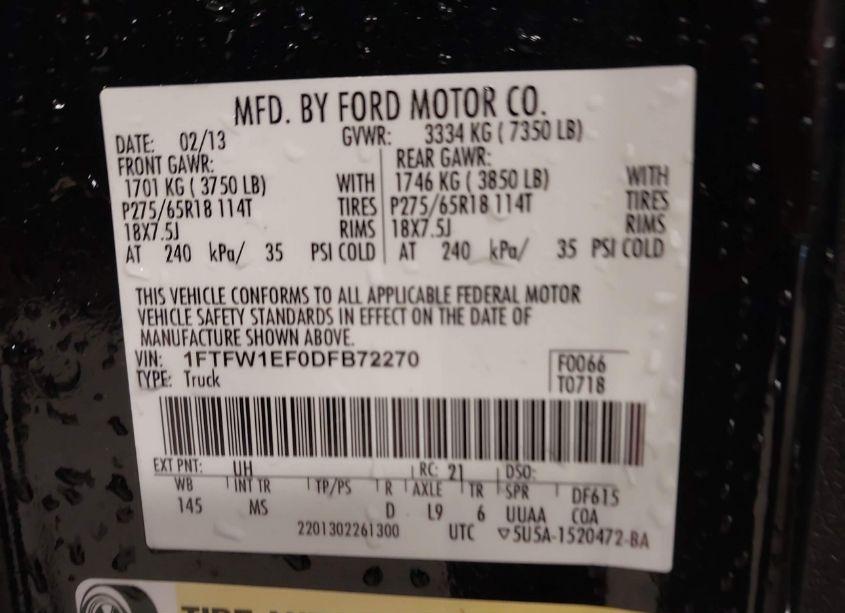 MFD. BY FORD MOTOR CO.
DATE: 02/13 GVWR: 3334 KG ( 7350 LB)
FRONT GAWR: REAR GAWR:
1701 KG ( 3750 LB) WITH 1746 KG ( 3850 LB) WITH
P275/65R18 114T TIRES P275/65R18 114T TIRES
18X7.5J RIMS 18X7.5J RIMS
AT 240 kPa/ 35 PSI COLD AT 240 kPa/ 35 PSI COLD
THIS VEHICLE CONFORMS TO ALL APPLICABLE FEDERAL MOTOR
VEHICLE SAFETY STANDARDS IN EFFECT ON THE DATE OF
MANUFACTURE SHOWN ABOVE.
VIN: 1FTFW1EF0DFB72270 F0066
TYPE: Truck T0718
EXT PNT: UH RC: 21 DSO:
WB INT TR TP/PS R AXLE TR SPR DF615
145 MS D L9 6 UUAA COA
2201302261300 UTC ▽5U5A-1520472-BA